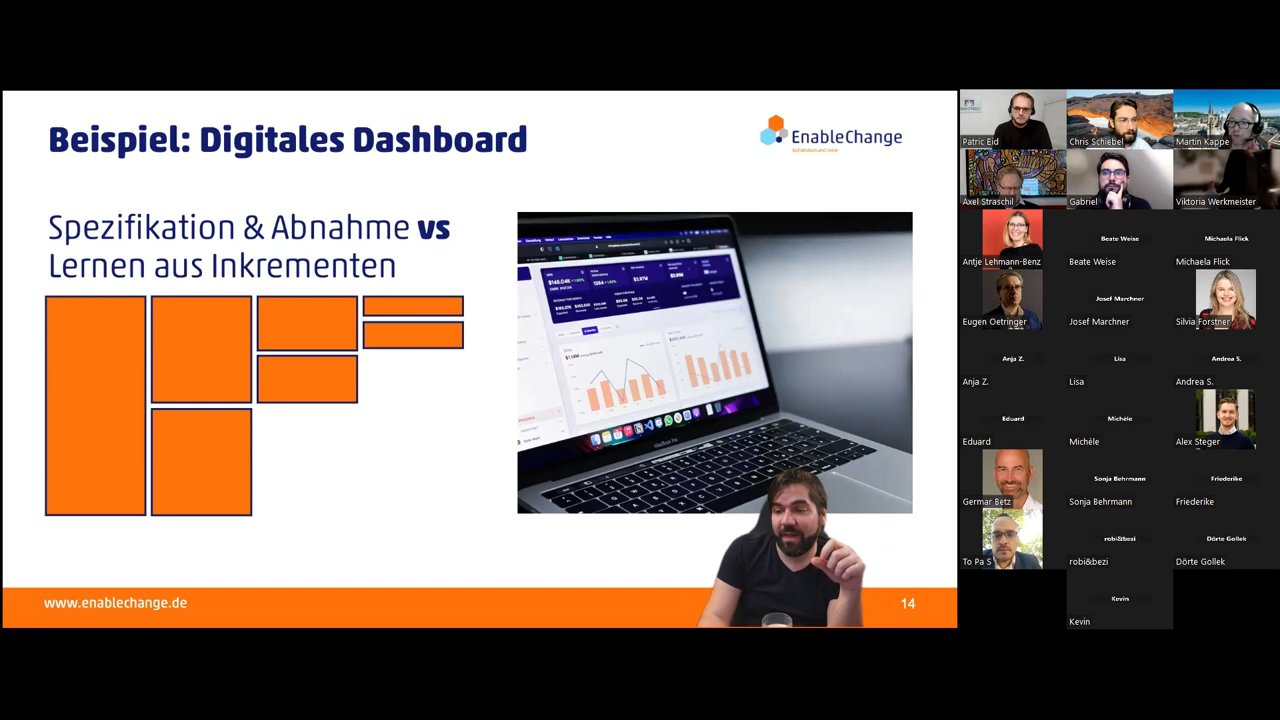 Beispiel: Digitales Dashboard
EnableChange
Spezifikation & Abnahme vs
Lernen aus Inkrementen
MacBook Pro
www.enablechange.de
14
Patric Eid
Chris Schiebel
Martin Kappe
Axel Straschil
Gabriel
Viktoria Werkmeister
Antje Lehmann-Benz
Beate Weise
Beate Weise
Michaela Flick
Michaela Flick
Eugen Oetringer
Josef Marchner
Josef Marchner
Silvia Forstner
Anja Z.
Anja Z.
Lisa
Lisa
Andrea S.
Andrea S.
Eduard
Eduard
Michèle
Michèle
Alex Steger
Germar Betz
Sonja Behrmann
Sonja Behrmann
Friederike
Friederike
To Pa S
robi&bezi
robi&bezi
Dörte Gollek
Dörte Gollek
Kevin
Kevin